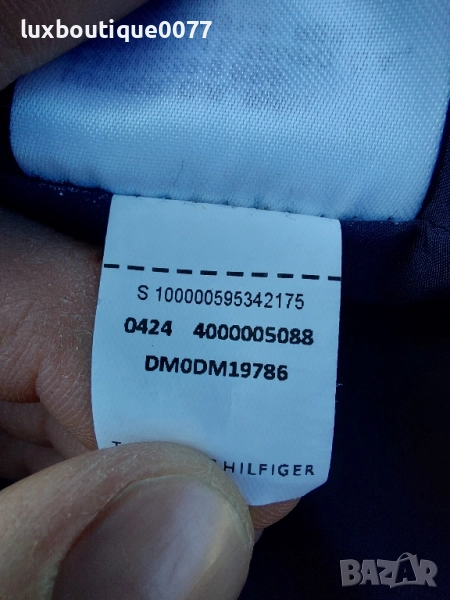 luxboutique0077
S 100000595342175
0424 4000005088
DM0DM19786
HILFIGER
BAZAR